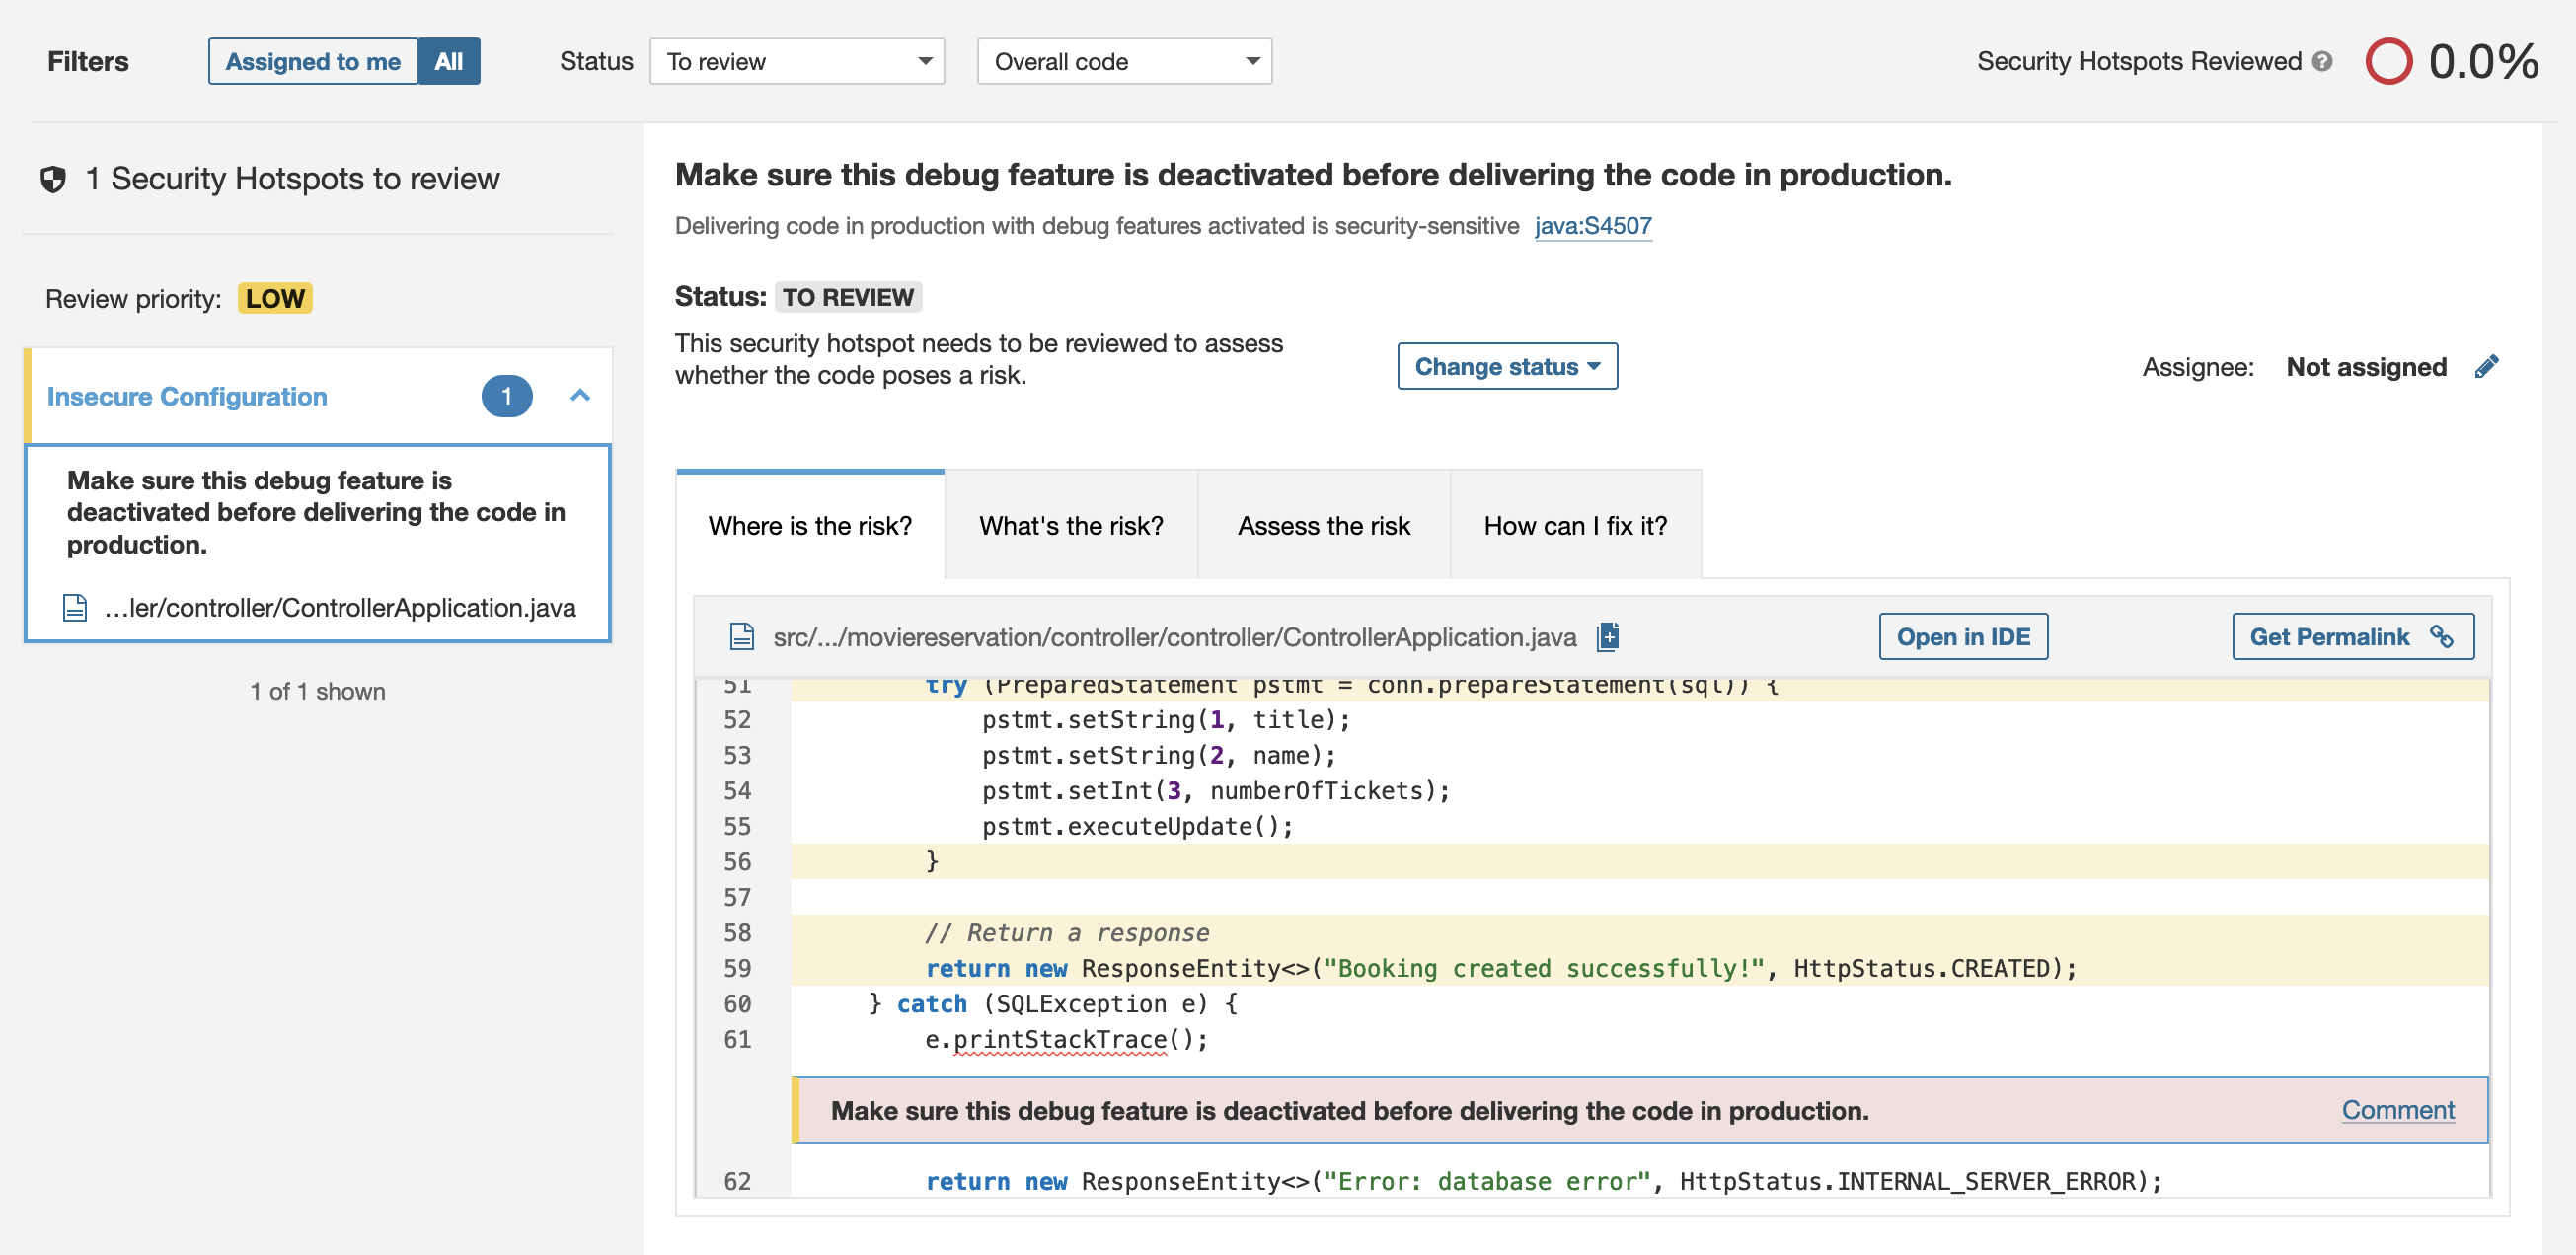 Filters
Assigned to me All
Status To review Overall code
Security Hotspots Reviewed ? 0.0%
1 Security Hotspots to review
Review priority: LOW
Insecure Configuration 1
Make sure this debug feature is
deactivated before delivering the code in
production.
...ler/controller/ControllerApplication.java
1 of 1 shown
Make sure this debug feature is deactivated before delivering the code in production.
Delivering code in production with debug features activated is security-sensitive java:S4507
Status: TO REVIEW
This security hotspot needs to be reviewed to assess
whether the code poses a risk.
Change status
Assignee: Not assigned
Where is the risk? What's the risk? Assess the risk How can I fix it?
src/.../moviereservation/controller/controller/ControllerApplication.java
Open in IDE
Get Permalink
51 try (PreparedStatement pstmt = conn.prepareStatement(sql)) {
52 pstmt.setString(1, title);
53 pstmt.setString(2, name);
54 pstmt.setInt(3, numberOfTickets);
55 pstmt.executeUpdate();
56 }
57
58 // Return a response
59 return new ResponseEntity<>("Booking created successfully!", HttpStatus.CREATED);
60 } catch (SQLException e) {
61 e.printStackTrace();
Make sure this debug feature is deactivated before delivering the code in production. Comment
62 return new ResponseEntity<>("Error: database error", HttpStatus.INTERNAL_SERVER_ERROR);